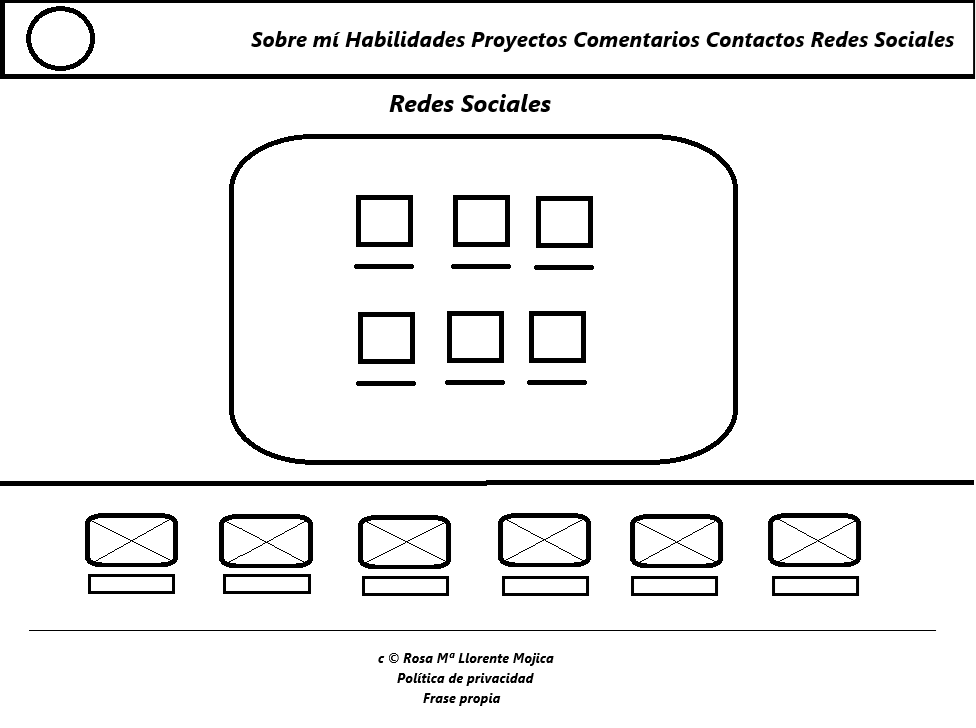 Sobre mí Habilidades Proyectos Comentarios Contactos Redes Sociales
Redes Sociales
c © Rosa Mª Llorente Mojica
Política de privacidad
Frase propia